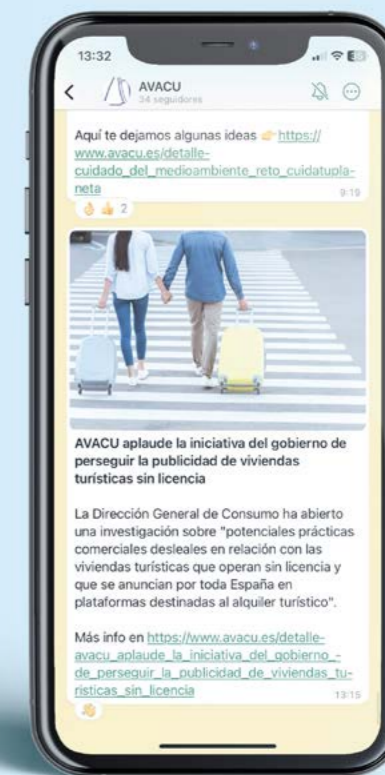 13:32
AVACU
34 seguidores
Aquí te dejamos algunas ideas 👉🏻 https://
www.avacu.es/detalle-
cuidado_del_medioambiente_reto_cuidatupla-
neta
9:19
👌🏻 👍🏻 2
AVACU aplaude la iniciativa del gobierno de
perseguir la publicidad de viviendas
turísticas sin licencia
La Dirección General de Consumo ha abierto
una investigación sobre "potenciales prácticas
comerciales desleales en relación con las
viviendas turísticas que operan sin licencia y
que se anuncian por toda España en
plataformas destinadas al alquiler turístico".
Más info en https://www.avacu.es/detalle-
avacu_aplaude_la_iniciativa_del_gobierno_-
de_perseguir_la_publicidad_de_viviendas_tu-
risticas_sin_licencia
13:15